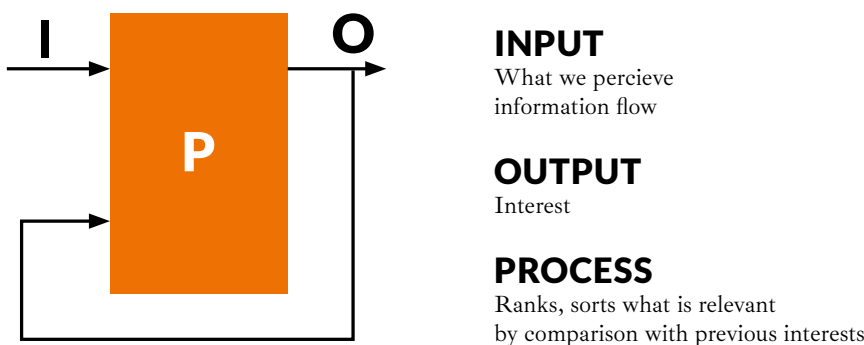 I
O
P
INPUT
What we percieve
information flow
OUTPUT
Interest
PROCESS
Ranks, sorts what is relevant
by comparison with previous interests